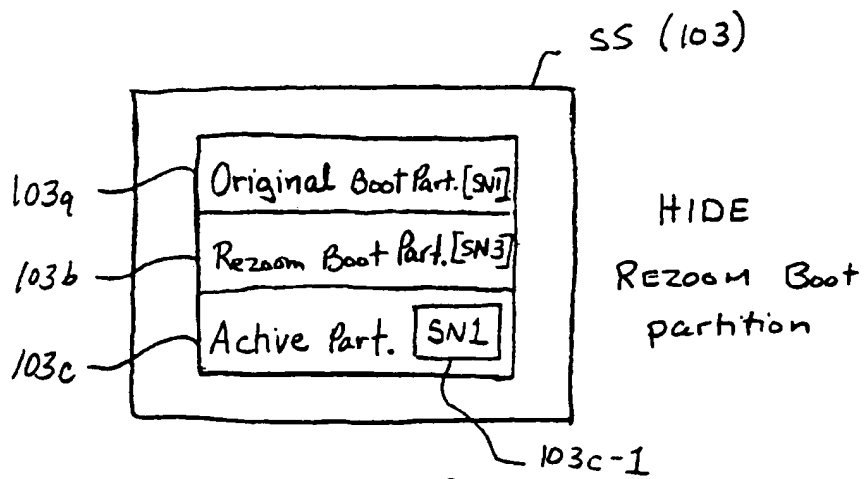 SS (103)
103a
Original Boot Part. [SN1]
103b
Rezoom Boot Part. [SN3]
103c
Active Part. SN1
103c-1
HIDE
REZOOM Boot
partition